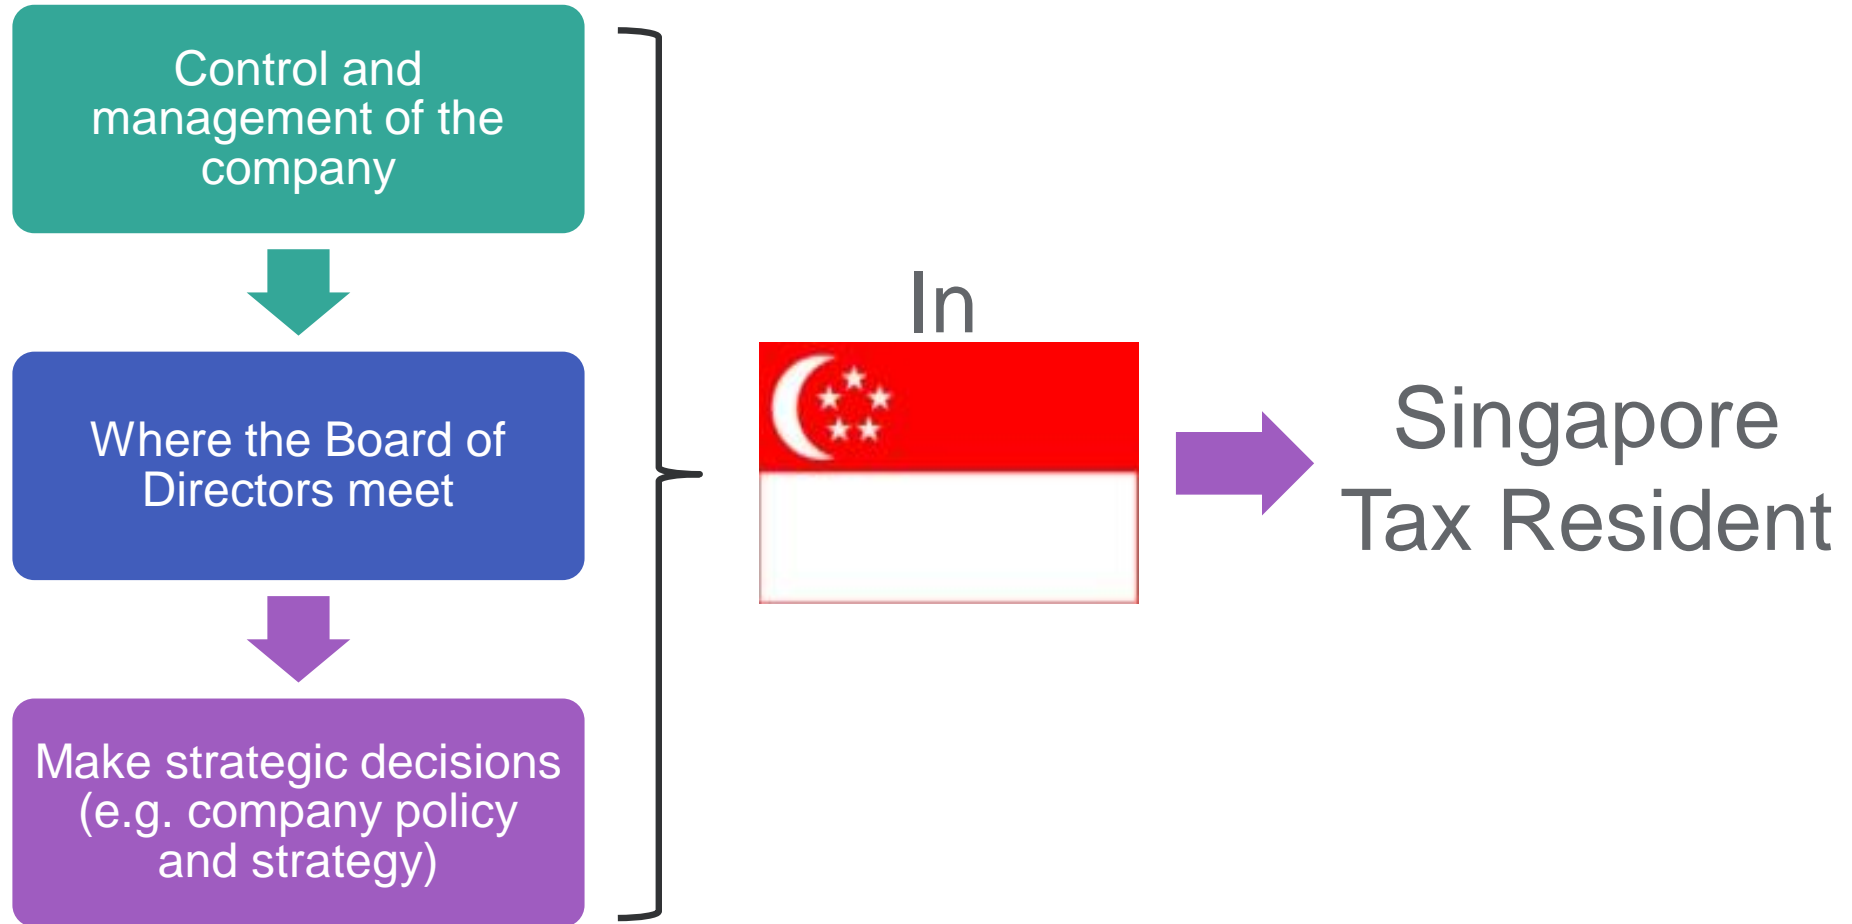 Control and
management of the
company
Where the Board of
Directors meet
Make strategic decisions
(e.g. company policy
and strategy)
In
Singapore
Tax Resident